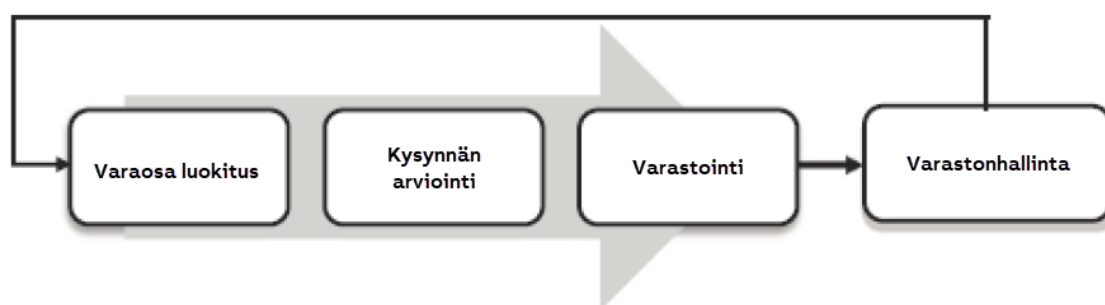 Varaosa luokitus
Kysynnän
arviointi
Varastointi
Varastonhallinta